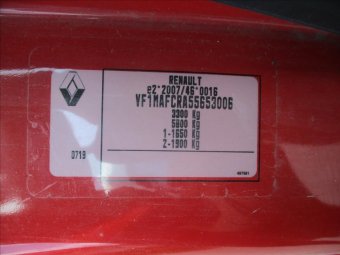 RENAULT
e2*2007/46*0016
VF1MAFCRA55653006
3300 Kg
5800 Kg
1-1650 Kg
2-1900 Kg
0719